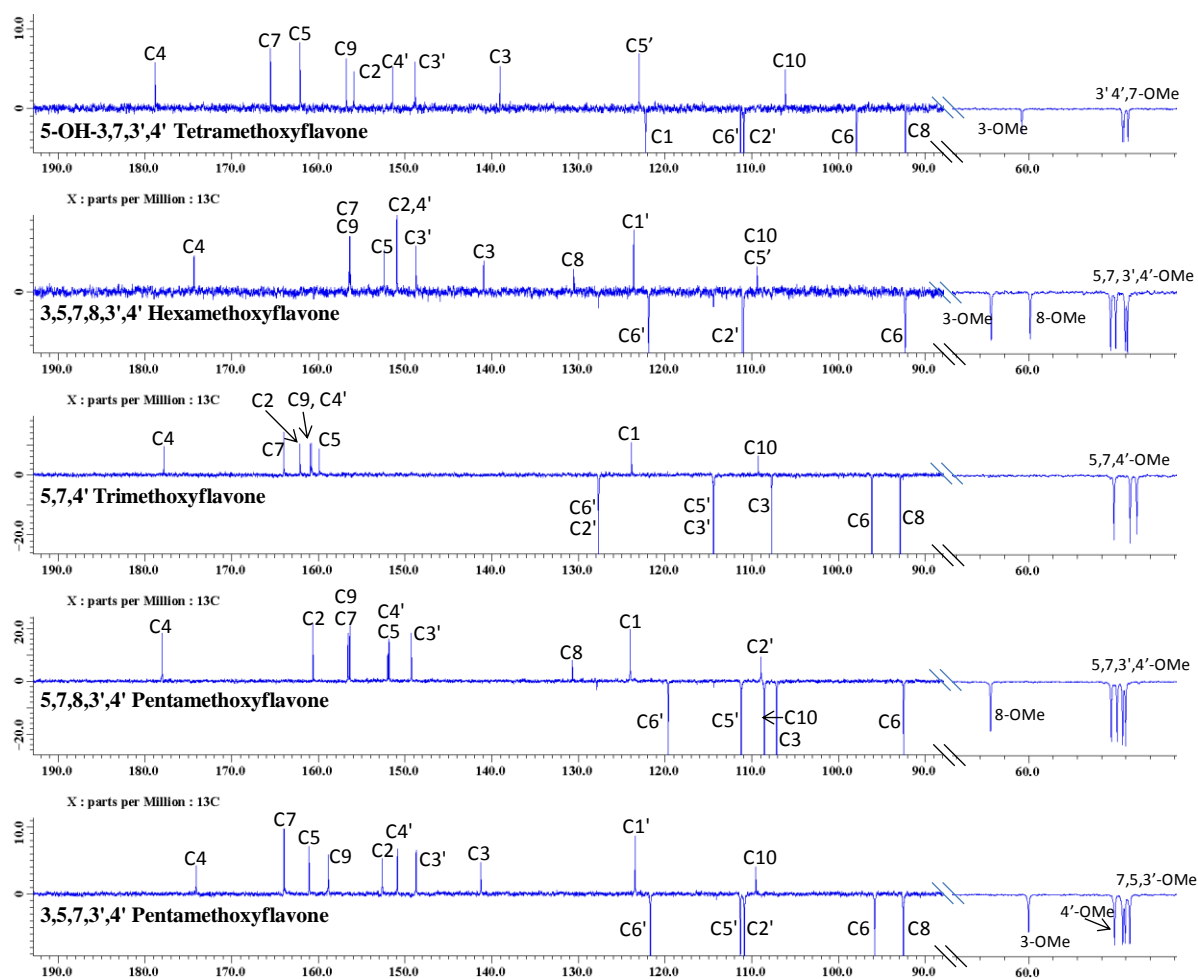 10.0
0
C4
C7
C5
C9
C2
C4'
C3'
C3
C5’
C10
3' 4',7-OMe
5-OH-3,7,3',4' Tetramethoxyflavone
C1
C6'
C2'
C6
C8
3-OMe
190.0 180.0 170.0 160.0 150.0 140.0 130.0 120.0 110.0 100.0 90.0 60.0
X : parts per Million : 13C
0
C4
C7
C9
C5
C2,4'
C3'
C3
C8
C1'
C10
C5’
5,7,3',4’-OMe
3,5,7,8,3',4' Hexamethoxyflavone
C6'
C2'
C6
3-OMe
8-OMe
190.0 180.0 170.0 160.0 150.0 140.0 130.0 120.0 110.0 100.0 90.0 60.0
X : parts per Million : 13C
0
-20.0
C4
C7
C2
C9, C4'
C5
C1
C10
5,7,4’-OMe
5,7,4' Trimethoxyflavone
C6'
C2'
C5'
C3'
C3
C6
C8
190.0 180.0 170.0 160.0 150.0 140.0 130.0 120.0 110.0 100.0 90.0 60.0
X : parts per Million : 13C
20.0
0
-20.0
C4
C2
C9
C7
C4'
C5
C3'
C8
C1
C2'
5,7,3',4’-OMe
5,7,8,3',4' Pentamethoxyflavone
C6'
C5'
C10
C3
C6
8-OMe
190.0 180.0 170.0 160.0 150.0 140.0 130.0 120.0 110.0 100.0 90.0 60.0
X : parts per Million : 13C
10.0
0
C4
C7
C5
C9
C2
C4'
C3'
C3
C1'
C10
7,5,3’-OMe
3,5,7,3',4' Pentamethoxyflavone
C6'
C5'
C2'
C6
C8
4’-OMe
3-OMe
190.0 180.0 170.0 160.0 150.0 140.0 130.0 120.0 110.0 100.0 90.0 60.0